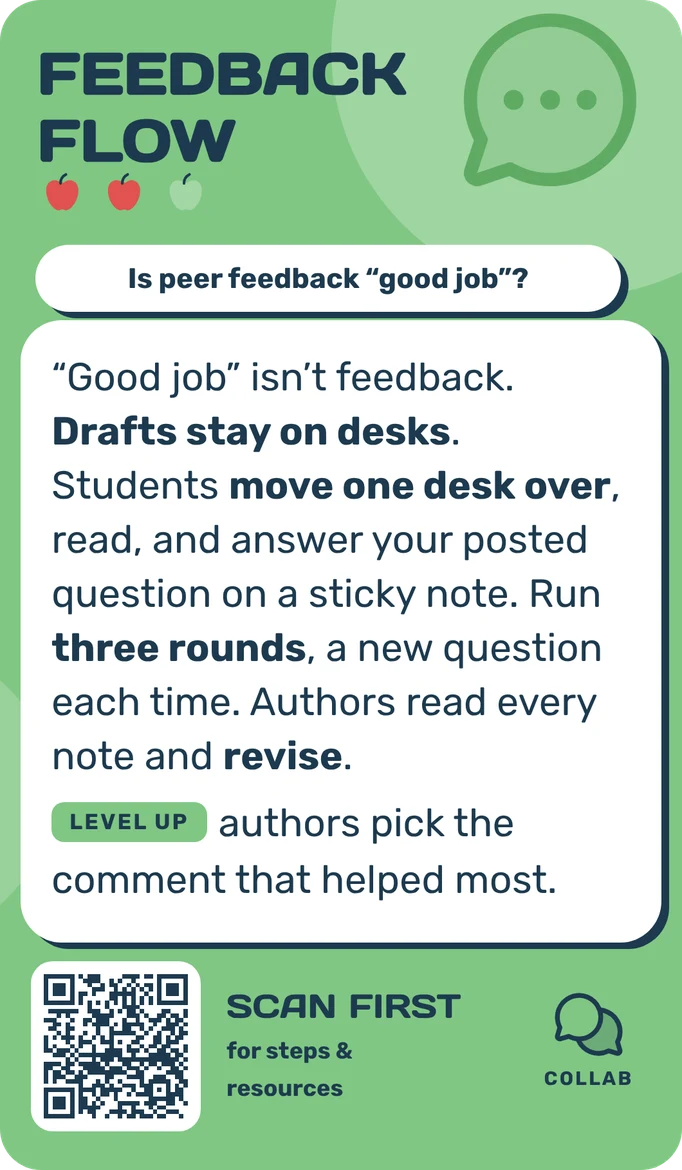 FEEDBACK
FLOW
Is peer feedback “good job”?
“Good job” isn’t feedback.
Drafts stay on desks.
Students move one desk over,
read, and answer your posted
question on a sticky note. Run
three rounds, a new question
each time. Authors read every
note and revise.
LEVEL UP authors pick the
comment that helped most.
SCAN FIRST
for steps &
resources
COLLAB